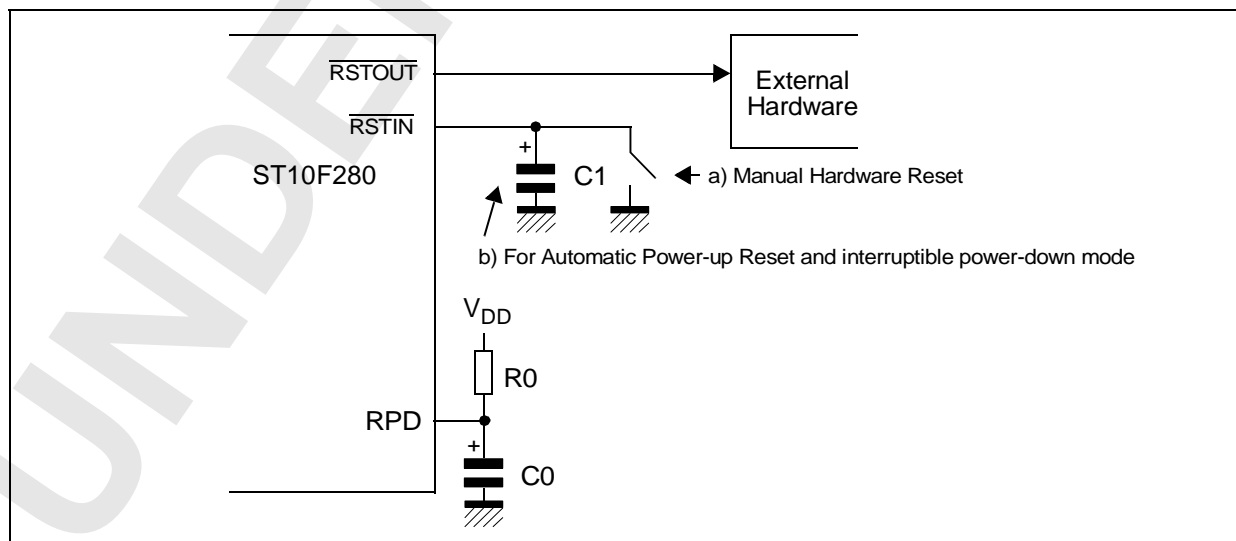 RSTOUT
External
Hardware
RSTIN
+
ST10F280
C1
a) Manual Hardware Reset
b) For Automatic Power-up Reset and interruptible power-down mode
VDD
R0
RPD
+
C0
UNDE